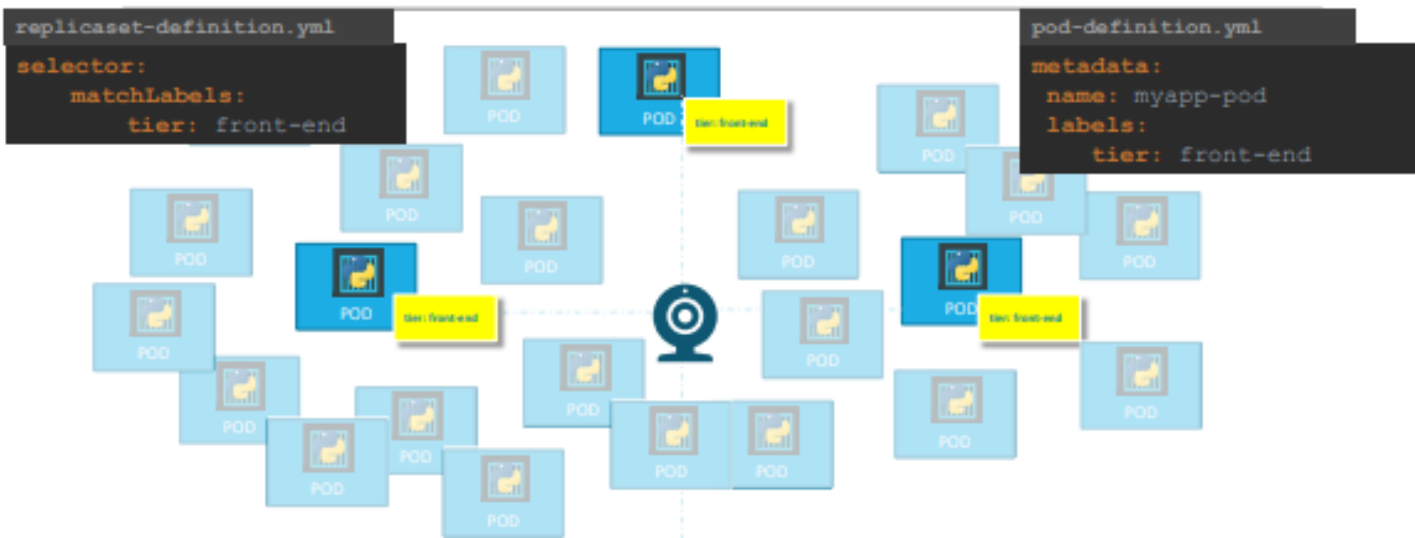 replicaset-definition.yml
selector:
matchLabels:
tier: front-end
pod-definition.yml
metadata:
name: myapp-pod
labels:
tier: front-end
POD
POD
tier: front-end
POD
POD
POD
POD
POD
POD
POD
POD
tier: front-end
POD
tier: front-end
POD
POD
POD
POD
POD
POD
POD
POD
POD
POD
POD